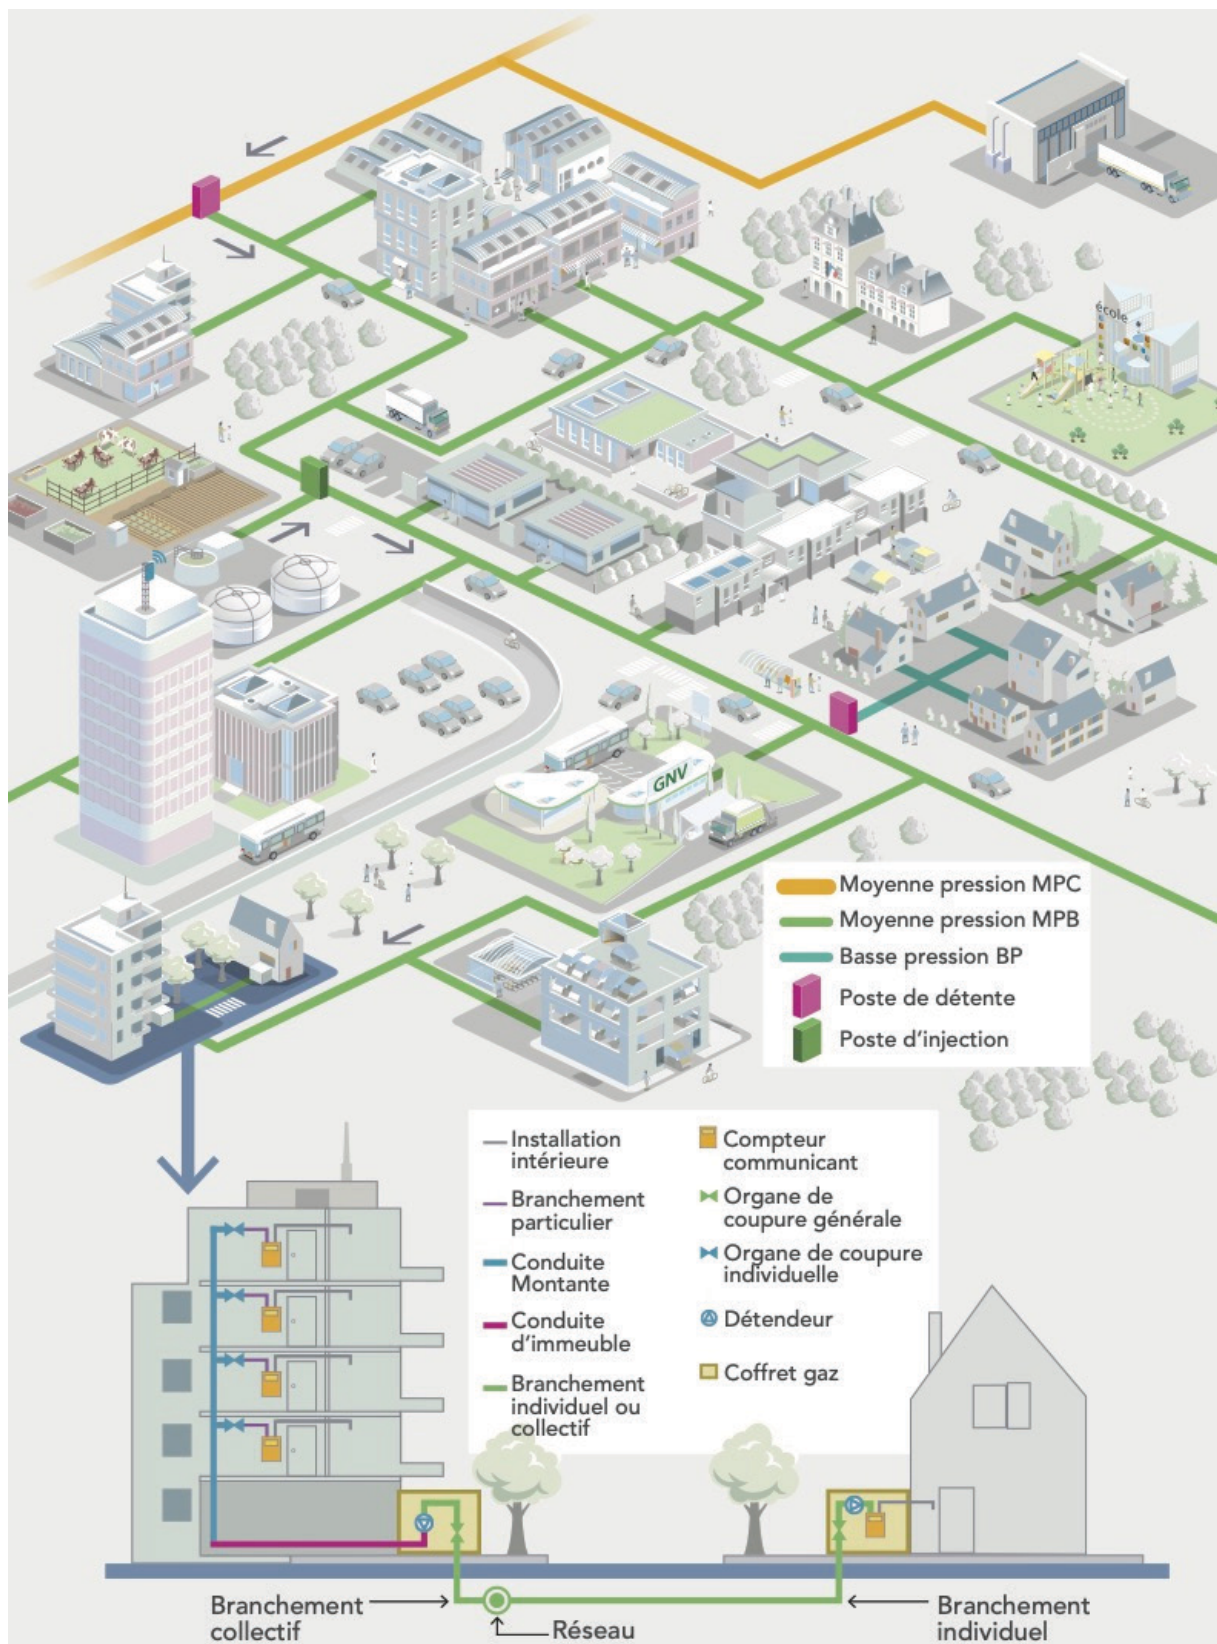 école
GNV
Moyenne pression MPC
Moyenne pression MPB
Basse pression BP
Poste de détente
Poste d'injection
Installation
intérieure
Branchement
particulier
Conduite
Montante
Conduite
d'immeuble
Branchement
individuel ou
collectif
Compteur
communicant
Organe de
coupure générale
Organe de coupure
individuelle
Détendeur
Coffret gaz
Branchement
collectif
Réseau
Branchement
individuel